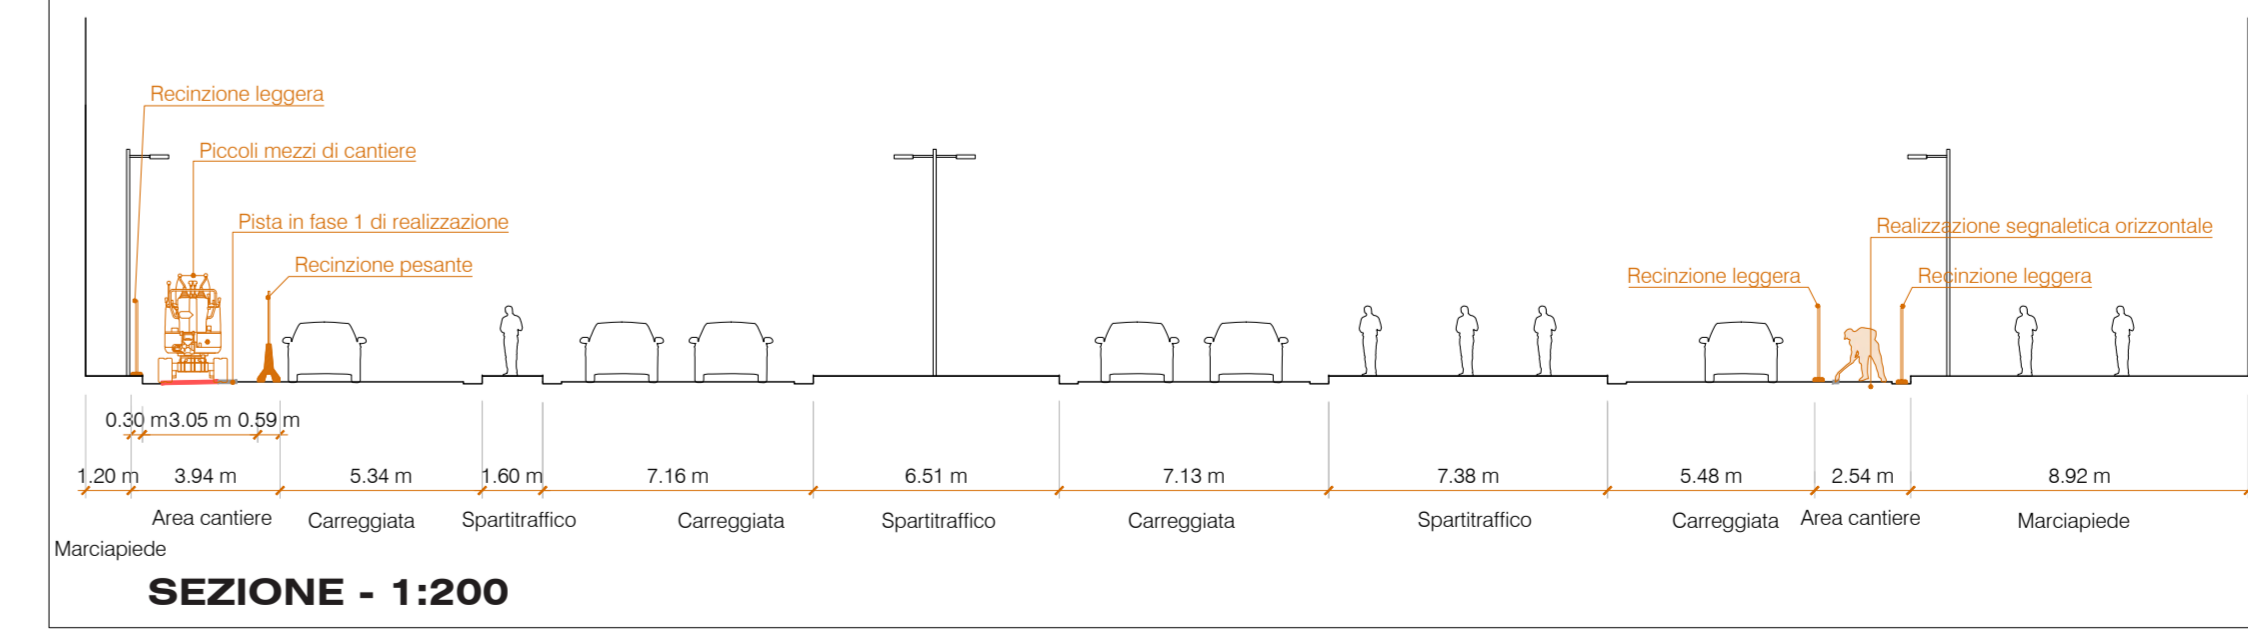 Recinzione leggera
Piccoli mezzi di cantiere
Pista in fase 1 di realizzazione
Realizzazione segnaletica orizzontale
Recinzione pesante
Recinzione leggera
Recinzione leggera
0.30 m 3.05 m 0.59 m
1.20 m 3.94 m 5.34 m 1.60 m 7.16 m 6.51 m 7.13 m 7.38 m 5.48 m 2.54 m 8.92 m
Area cantiere Carreggiata Spartitraffico Carreggiata Spartitraffico Carreggiata Spartitraffico Carreggiata Area cantiere Marciapiede
Marciapiede
SEZIONE - 1:200